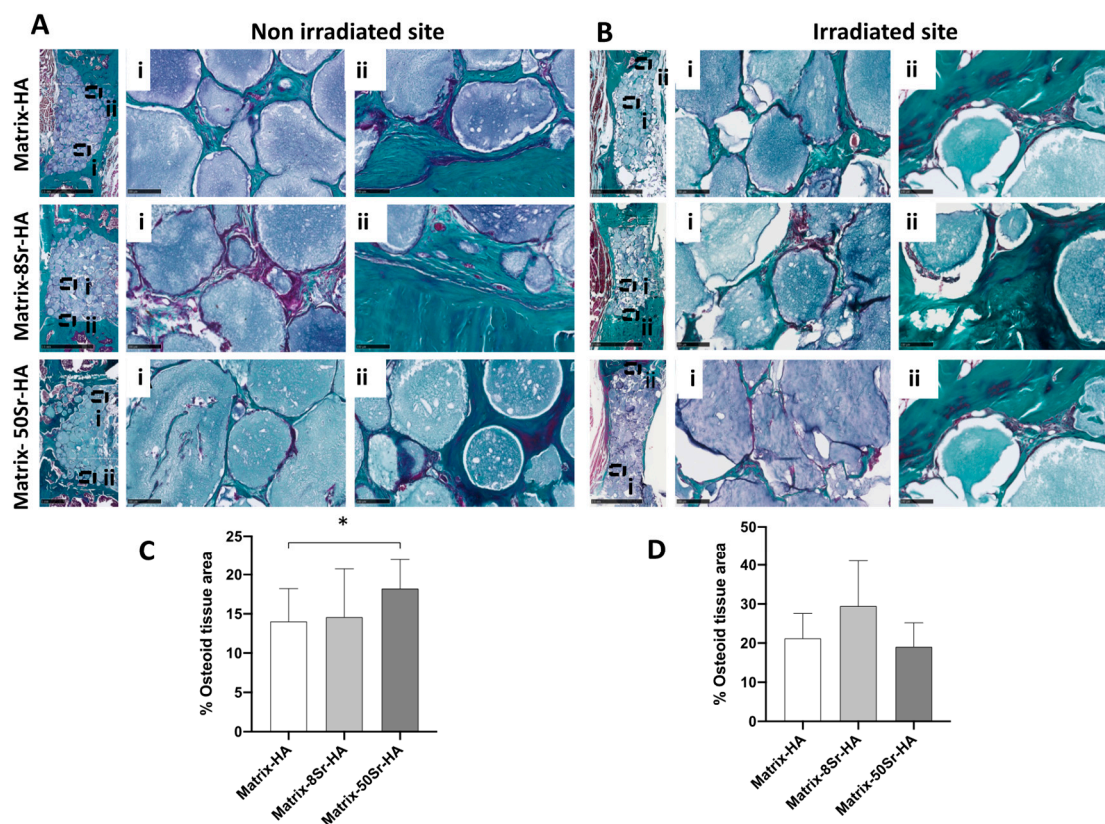 A
Non irradiated site
B
Irradiated site
Matrix-HA
i
ii
ii
i
i
ii
ii
i
Matrix-8Sr-HA
i
ii
i
ii
i
ii
i
ii
Matrix- 50Sr-HA
i
ii
i
ii
i
ii
ii
i
C
*
% Osteoid tissue area
25
20
15
10
5
0
Matrix-HA
Matrix-8Sr-HA
Matrix-50Sr-HA
D
% Osteoid tissue area
50
40
30
20
10
0
Matrix-HA
Matrix-8Sr-HA
Matrix-50Sr-HA